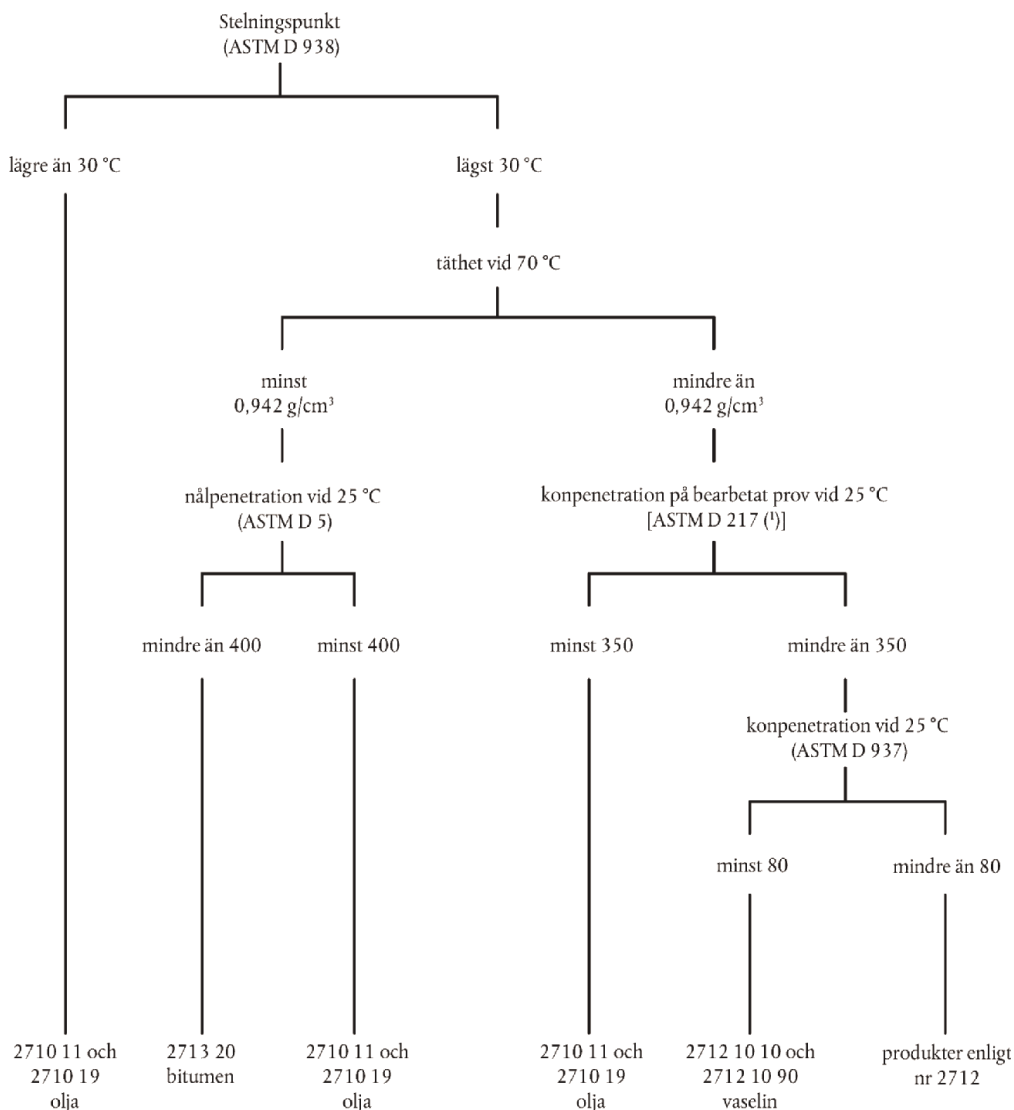 Stelningspunkt
(ASTM D 938)
lägre än 30 °C
lägst 30 °C
täthet vid 70 °C
minst
0,942 g/cm³
mindre än
0,942 g/cm³
nålpenetration vid 25 °C
(ASTM D 5)
konpenetration på bearbetat prov vid 25 °C
[ASTM D 217 (¹)]
mindre än 400
minst 400
minst 350
mindre än 350
konpenetration vid 25 °C
(ASTM D 937)
minst 80
mindre än 80
2710 11 och
2710 19
olja
2713 20
bitumen
2710 11 och
2710 19
olja
2710 11 och
2710 19
olja
2712 10 10 och
2712 10 90
vaselin
produkter enligt
nr 2712